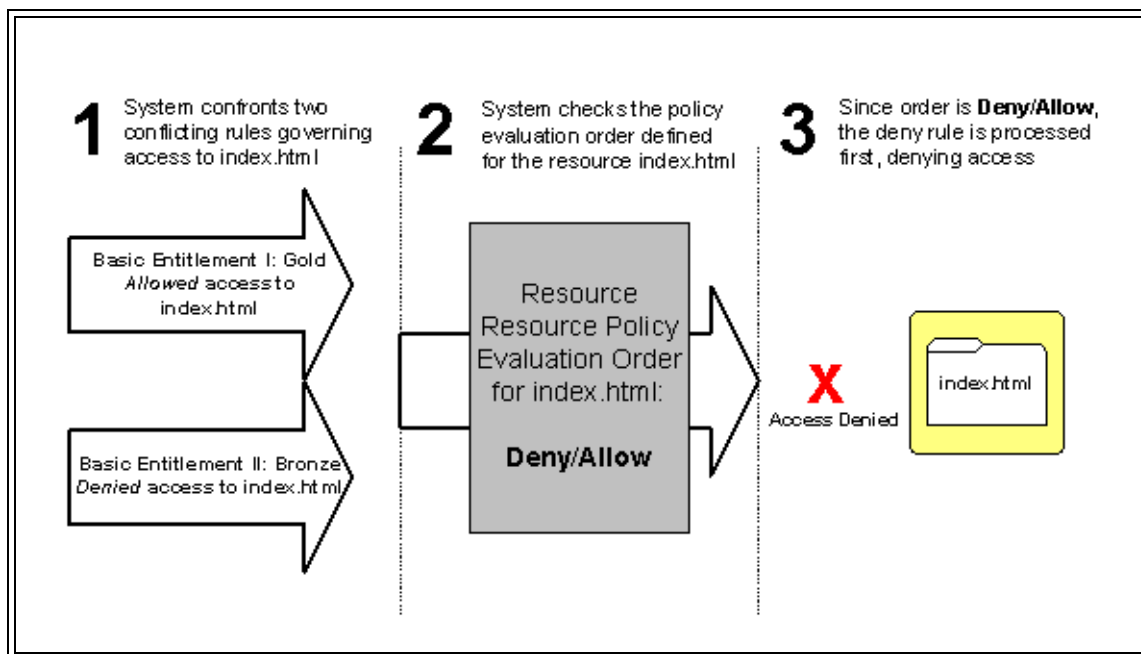 1
System confronts two
conflicting rules governing
access to index.html
2
System checks the policy
evaluation order defined
for the resource index.html
3
Since order is Deny/Allow,
the deny rule is processed
first, denying access
Basic Entitlement I: Gold
Allowed access to
index.html
Basic Entitlement II: Bronze
Denied access to index.html
Resource
Resource Policy
Evaluation Order
for index.html:
Deny/Allow
X
Access Denied
index.html